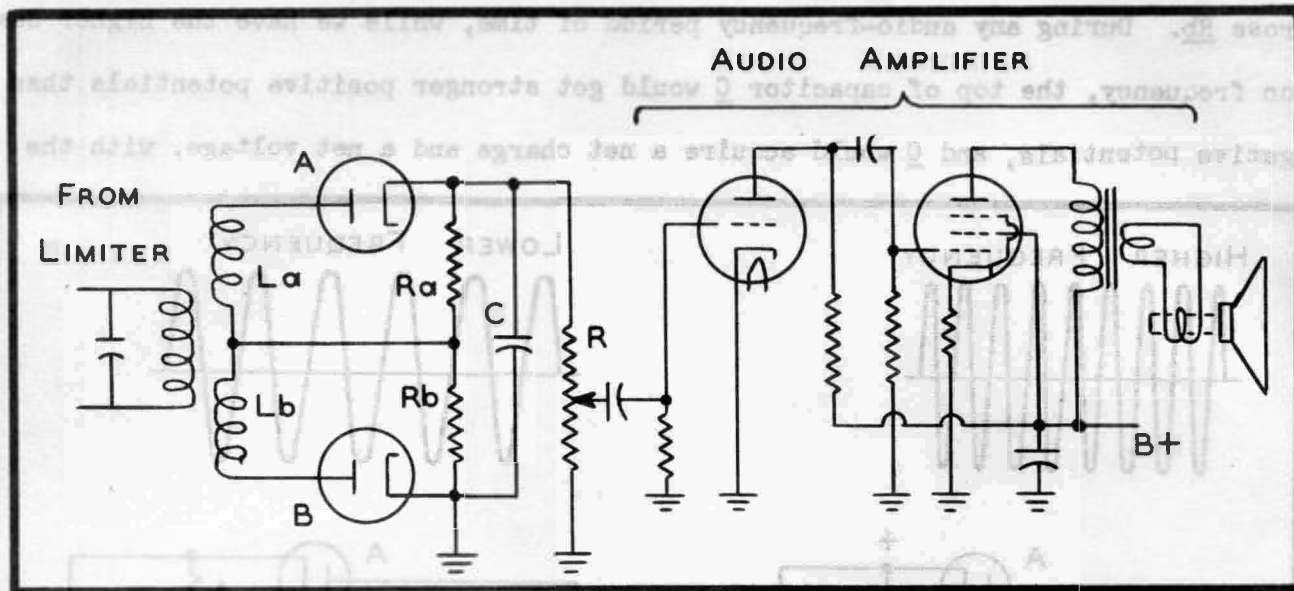 Rb. During any audio-frequency period of time, while we have the higher
on frequency, the top of capacitor C would get stronger positive potentials than
gative potentials, and C would acquire a net charge and a net voltage, with the
AUDIO AMPLIFIER
A
FROM
LIMITER
HIGHER FREQUENCY
LOWER FREQUENCY
La
Ra
C
R
Lb
Rb
B+
B
A
+
A